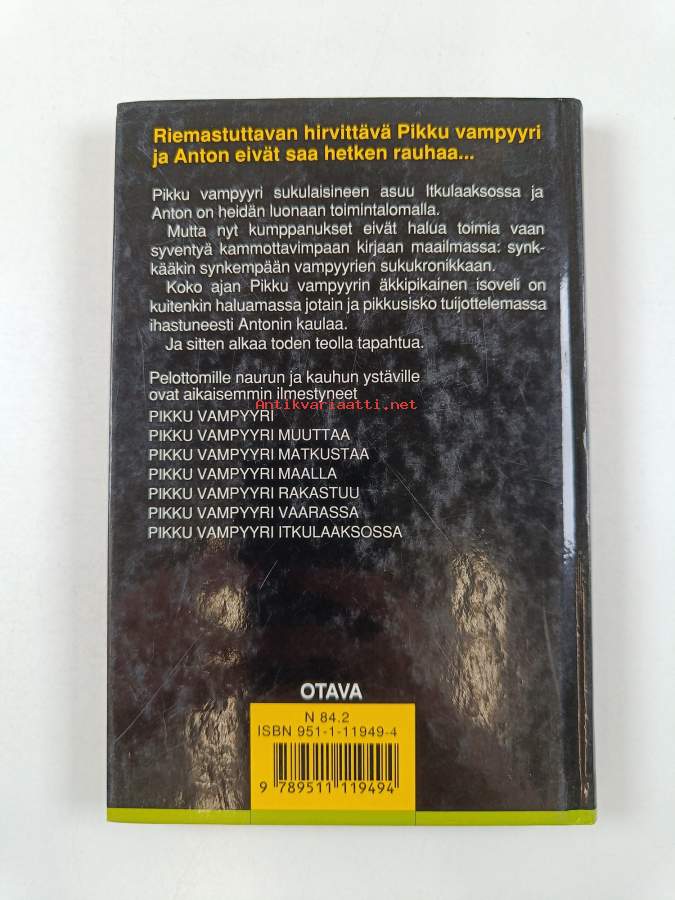 Riemastuttavan hirvittävä Pikku vampyyri
ja Anton eivät saa hetken rauhaa...
Pikku vampyyri sukulaisineen asuu Itkulaaksossa ja
Anton on heidän luonaan toimintalomalla.
Mutta nyt kumppanukset eivät halua toimia vaan
syventyä kammottavimpaan kirjaan maailmassa: synk-
kääkin synkempään vampyyrien sukukronikkaan.
Koko ajan Pikku vampyyrin äkkipikainen isoveli on
kuitenkin haluamassa jotain ja pikkusisko tuijottelemassa
ihastuneesti Antonin kaulaa.
Ja sitten alkaa toden teolla tapahtua.
Pelottomille naurun ja kauhun ystäville
ovat aikaisemmin ilmestyneet
Antikvariaatti.net
PIKKU VAMPYYRI
PIKKU VAMPYYRI MUUTTAA
PIKKU VAMPYYRI MATKUSTAA
PIKKU VAMPYYRI MAALLA
PIKKU VAMPYYRI RAKASTUU
PIKKU VAMPYYRI VAARASSA
PIKKU VAMPYYRI ITKULAAKSOSSA
OTAVA
N 84.2
ISBN 951-1-11949-4
9 789511 119494